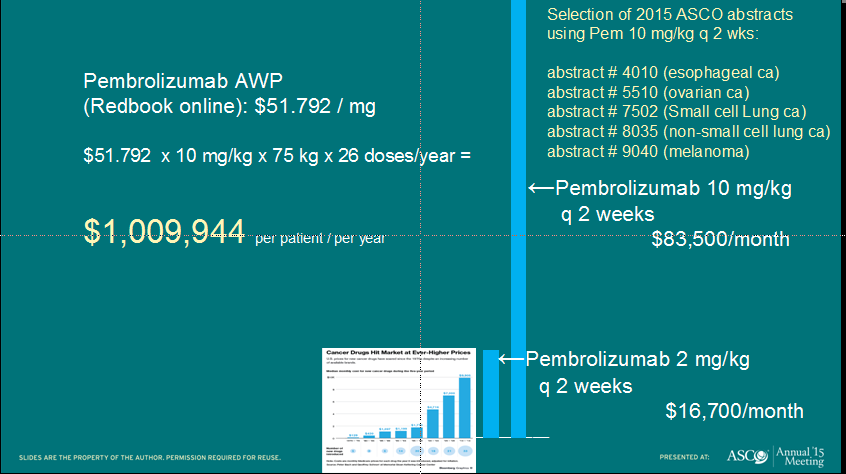 Pembrolizumab AWP
(Redbook online): $51.792 / mg
$51.792 x 10 mg/kg x 75 kg x 26 doses/year =
$1,009,944 per patient / per year
Selection of 2015 ASCO abstracts
using Pem 10 mg/kg q 2 wks:
abstract # 4010 (esophageal ca)
abstract # 5510 (ovarian ca)
abstract # 7502 (Small cell Lung ca)
abstract # 8035 (non-small cell lung ca)
abstract # 9040 (melanoma)
←Pembrolizumab 10 mg/kg
q 2 weeks
$83,500/month
←Pembrolizumab 2 mg/kg
q 2 weeks
$16,700/month
Cancer Drugs Hit Market at Ever-Higher Prices
Number of
new drugs
introduced
SLIDES ARE THE PROPERTY OF THE AUTHOR. PERMISSION REQUIRED FOR REUSE.
PRESENTED AT:
ASCO
Annual '15
Meeting